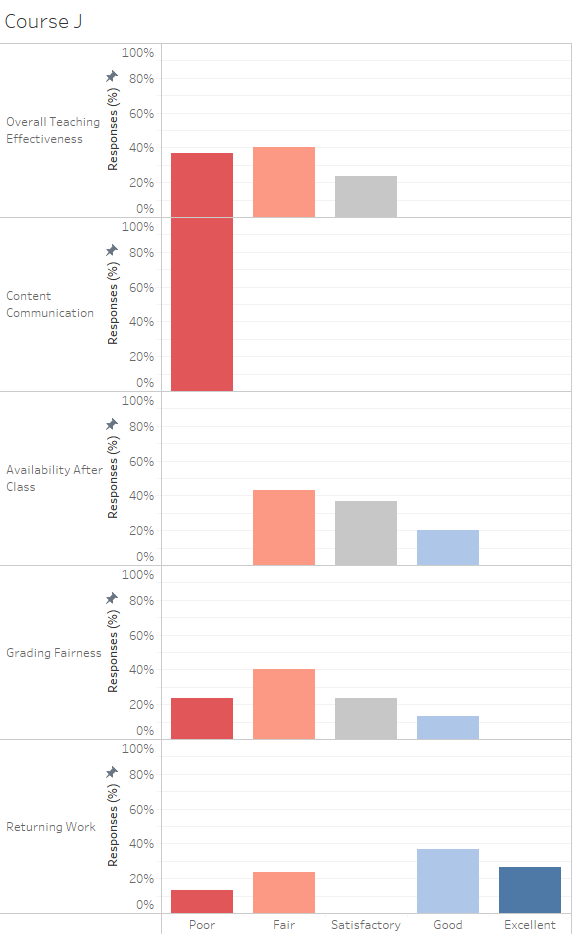 Course J
Overall Teaching
Effectiveness
Responses (%)
100%
80%
60%
40%
20%
0%
Content
Communication
Responses (%)
100%
80%
60%
40%
20%
0%
Availability After
Class
Responses (%)
100%
80%
60%
40%
20%
0%
Grading Fairness
Responses (%)
100%
80%
60%
40%
20%
0%
Returning Work
Responses (%)
100%
80%
60%
40%
20%
0%
Poor Fair Satisfactory Good Excellent